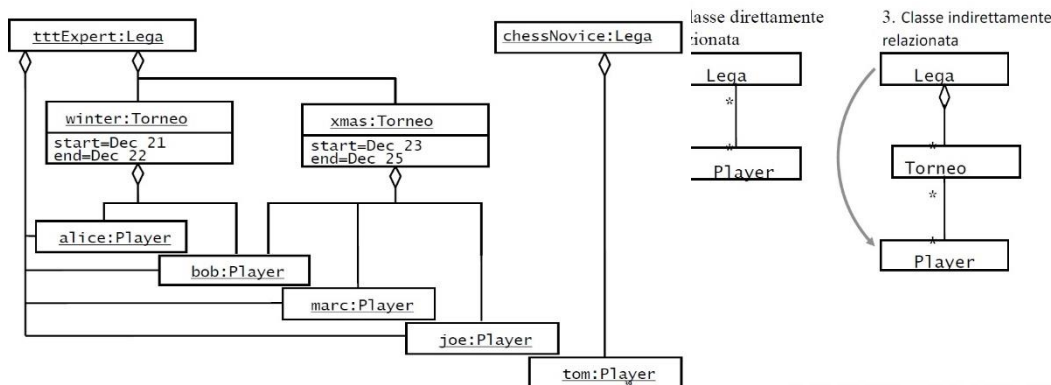 tttExpert:Lega
chessNovice:Lega
winter:Torneo
start=Dec 21
end=Dec 22
xmas:Torneo
start=Dec 23
end=Dec 25
alice:Player
bob:Player
marc:Player
joe:Player
tom:Player
lasse direttamente
zionata
Lega
*
*
Player
3. Classe indirettamente
relazionata
Lega
*
Torneo
*
*
Player